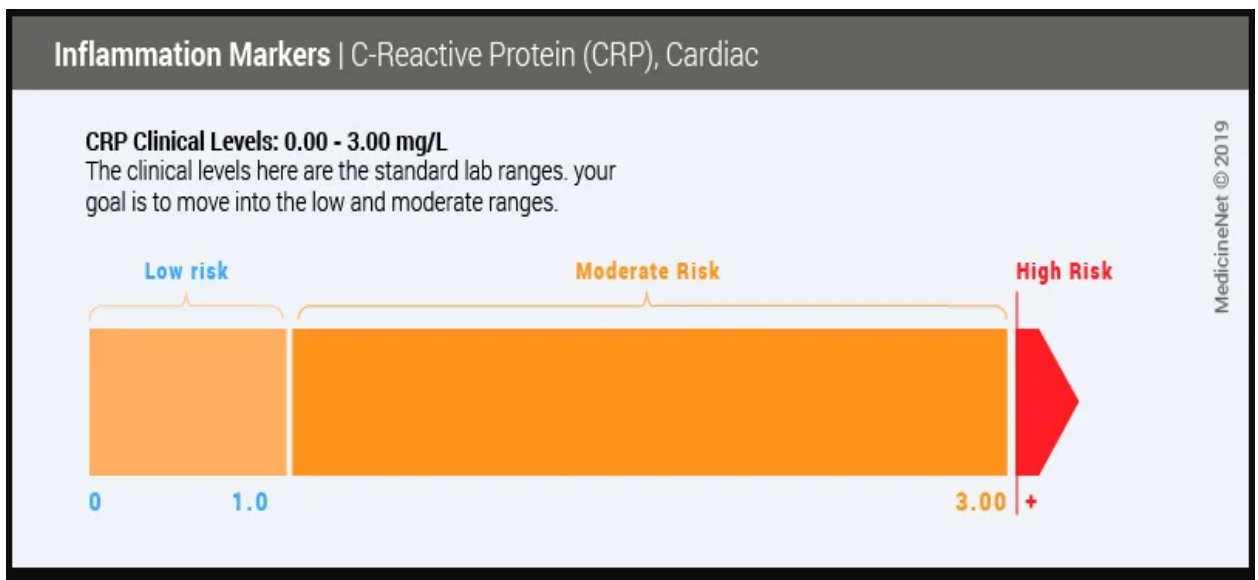 Inflammation Markers | C-Reactive Protein (CRP), Cardiac
CRP Clinical Levels: 0.00 - 3.00 mg/L
The clinical levels here are the standard lab ranges. your
goal is to move into the low and moderate ranges.
MedicineNet © 2019
Low risk
Moderate Risk
High Risk
0
1.0
3.00
+